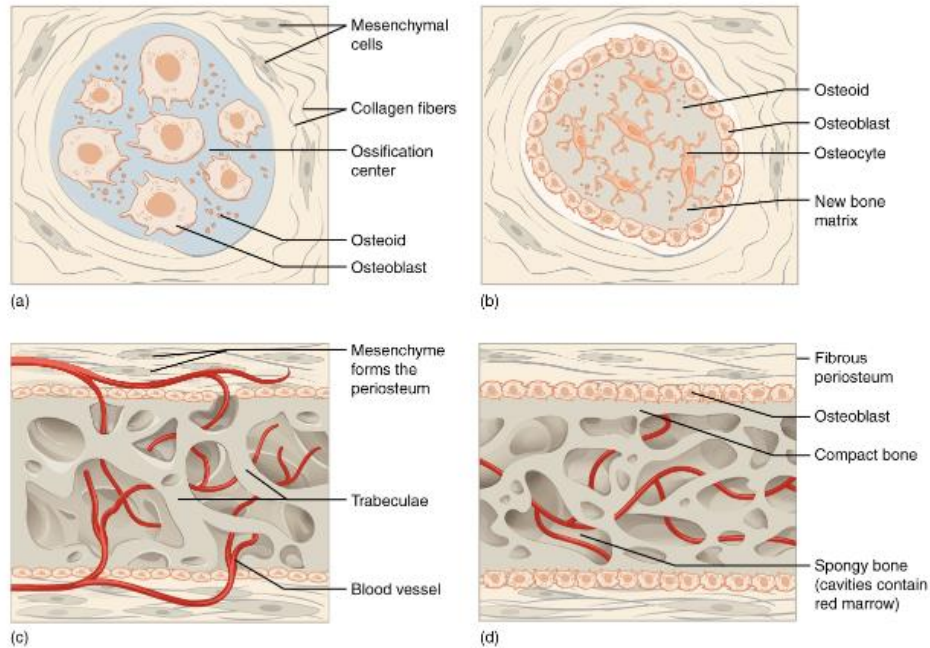 Mesenchymal
cells
Collagen fibers
Ossification
center
Osteoid
Osteoblast
(a)
Osteoid
Osteoblast
Osteocyte
New bone
matrix
(b)
Mesenchyme
forms the
periosteum
Trabeculae
Blood vessel
(c)
Fibrous
periosteum
Osteoblast
Compact bone
Spongy bone
(cavities contain
red marrow)
(d)